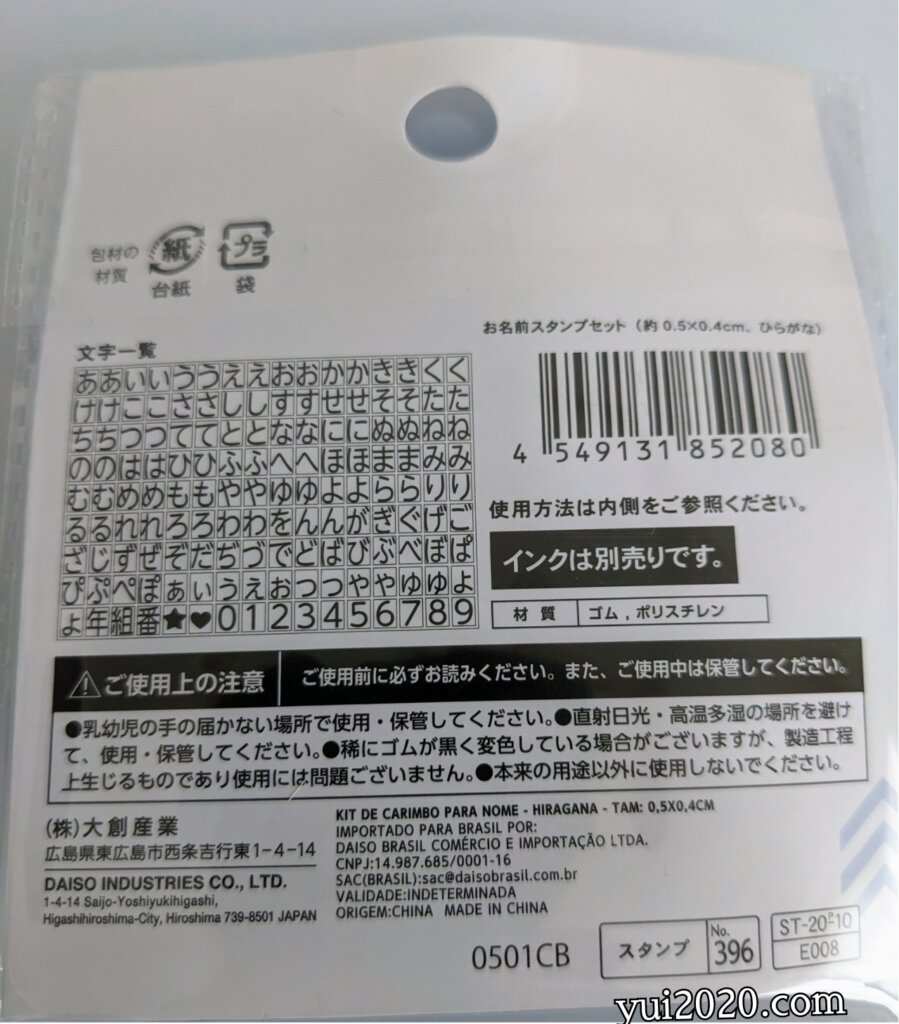 包材の
材質
紙
台紙
プラ
袋
お名前スタンプセット（約 0.5×0.4cm、ひらがな）
文字一覧
ああいいううええおおかかききくく
けけここささししすすせせそそたた
ちちつつててととななににぬぬねね
ののははひひふふへへほほままみみ
むむめめももややゆゆよよららりり
るるれれろろわわをんんがぎぐげご
ざじずぜぞだぢづでどばびぶべぼぱ
ぴぷぺぽぁぃぅぇぉっっゃゃゅゅょ
ょ年組番★♥0123456789
4 549131 852080
使用方法は内側をご参照ください。
インクは別売りです。
材 質 ゴム , ポリスチレン
⚠ご使用上の注意 ご使用前に必ずお読みください。また、ご使用中は保管してください。
●乳幼児の手の届かない場所で使用・保管してください。●直射日光・高温多湿の場所を避け
て、使用・保管してください。●稀にゴムが黒く変色している場合がございますが、製造工程
上生じるものであり使用には問題ございません。●本来の用途以外に使用しないでください。
(株)大創産業
広島県東広島市西条吉行東1-4-14
DAISO INDUSTRIES CO., LTD.
1-4-14 Saijo-Yoshiyukihigashi,
Higashihiroshima-City, Hiroshima 739-8501 JAPAN
KIT DE CARIMBO PARA NOME - HIRAGANA - TAM: 0,5X0,4CM
IMPORTADO PARA BRASIL POR:
DAISO BRASIL COMÉRCIO E IMPORTAÇÃO LTDA.
CNPJ:14.987.685/0001-16
SAC(BRASIL):sac@daisobrasil.com.br
VALIDADE:INDETERMINADA
ORIGEM:CHINA MADE IN CHINA
0501CB
スタンプ No. 396
ST-20-P-10
E008
yui2020.com